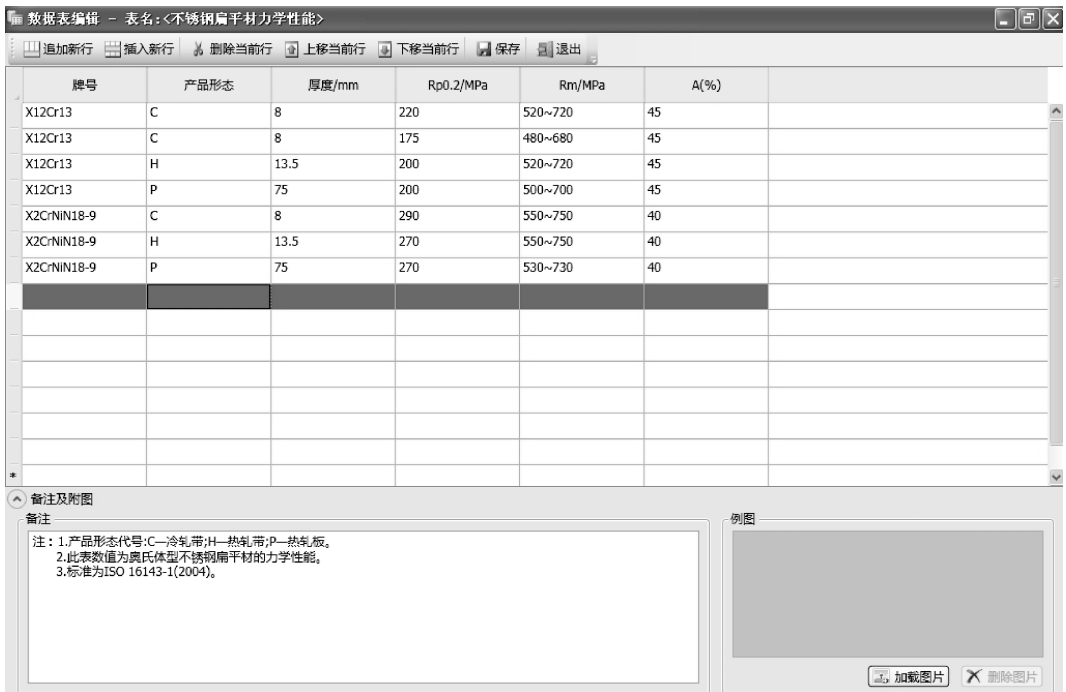 数据表编辑 - 表名:<不锈钢扁平材力学性能>
追加新行 插入新行 删除当前行 上移当前行 下移当前行 保存 退出
牌号 产品形态 厚度/mm Rp0.2/MPa Rm/MPa A(%)
X12Cr13 C 8 220 520~720 45
X12Cr13 C 8 175 480~680 45
X12Cr13 H 13.5 200 520~720 45
X12Cr13 P 75 200 500~700 45
X2CrNiN18-9 C 8 290 550~750 40
X2CrNiN18-9 H 13.5 270 550~750 40
X2CrNiN18-9 P 75 270 530~730 40
*
备注及附图
备注
注：1.产品形态代号:C—冷轧带;H—热轧带;P—热轧板。
2.此表数值为奥氏体型不锈钢扁平材的力学性能。
3.标准为ISO 16143-1(2004)。
例图
加载图片 删除图片